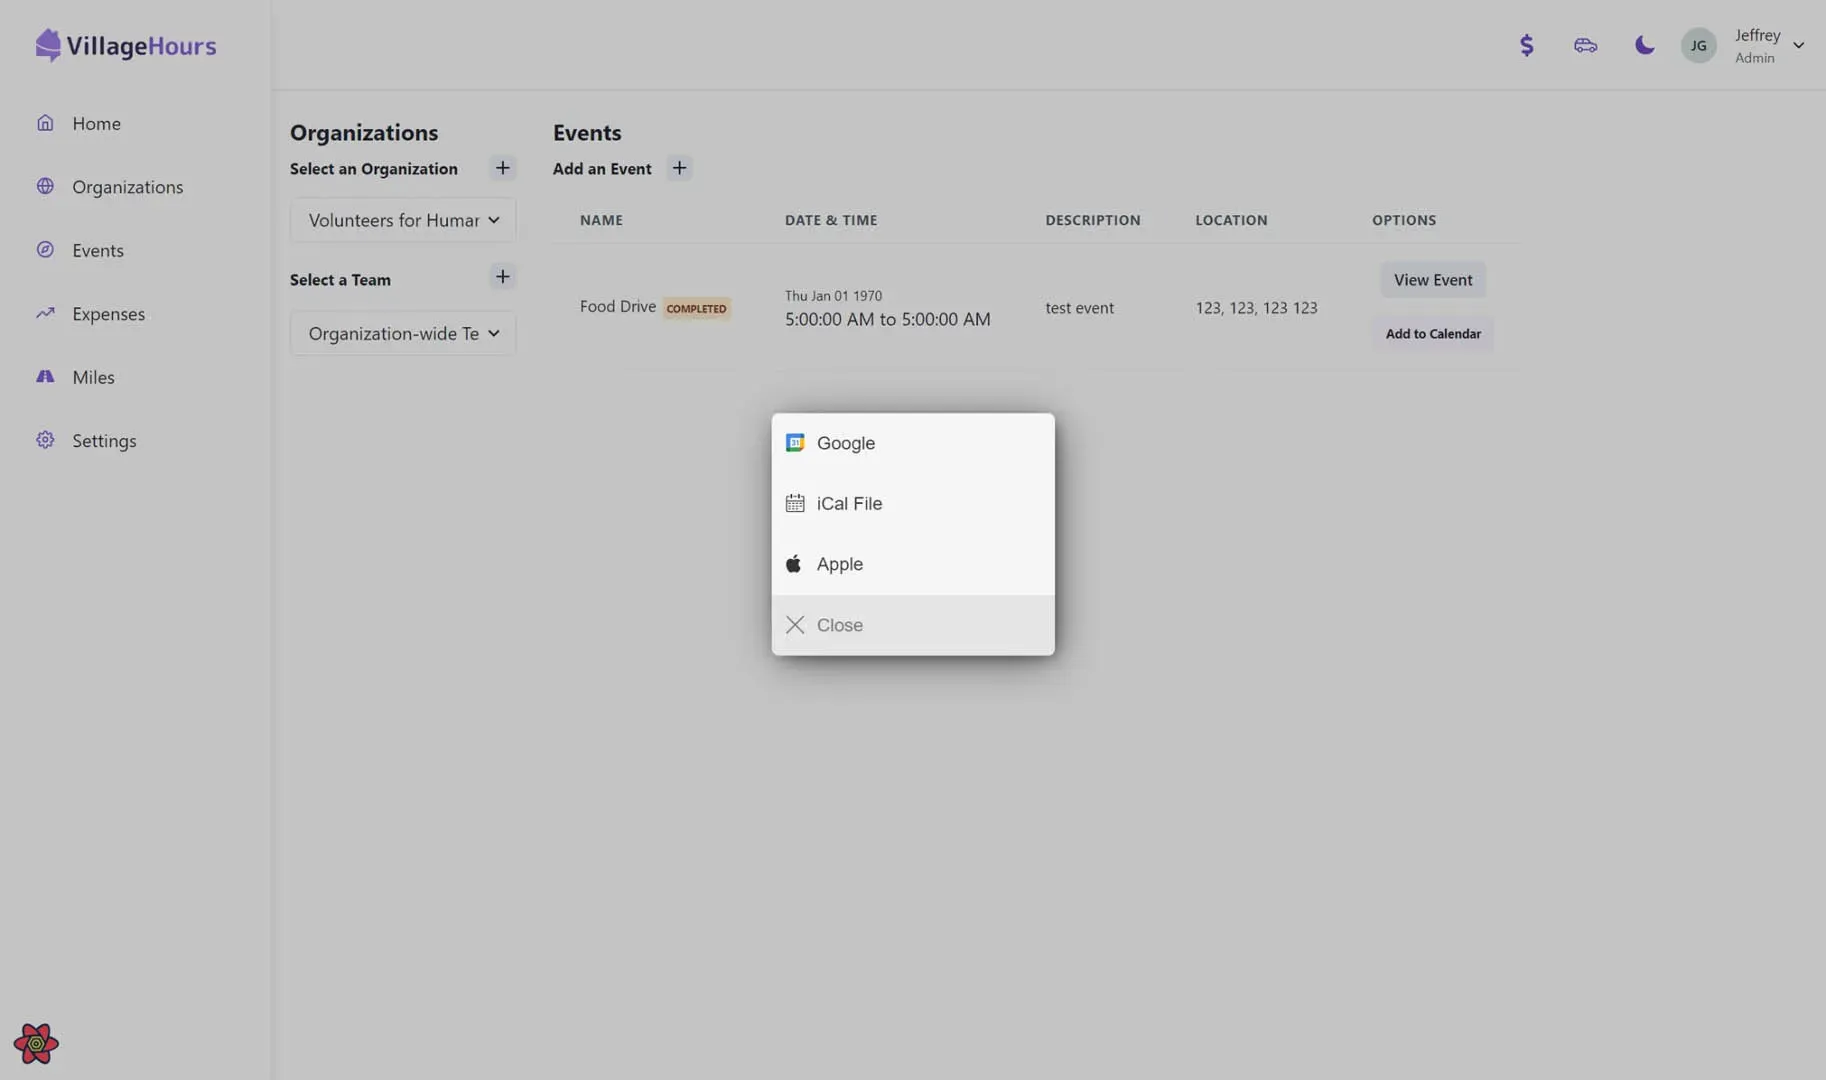 VillageHours
Jeffrey
Admin
JG
Home
Organizations
Events
Expenses
Miles
Settings
Organizations
Select an Organization
Volunteers for Humar
Select a Team
Organization-wide Te
Events
Add an Event
NAME DATE & TIME DESCRIPTION LOCATION OPTIONS
Food Drive COMPLETED
Thu Jan 01 1970
5:00:00 AM to 5:00:00 AM
test event
123, 123, 123 123
View Event
Add to Calendar
31 Google
iCal File
Apple
Close